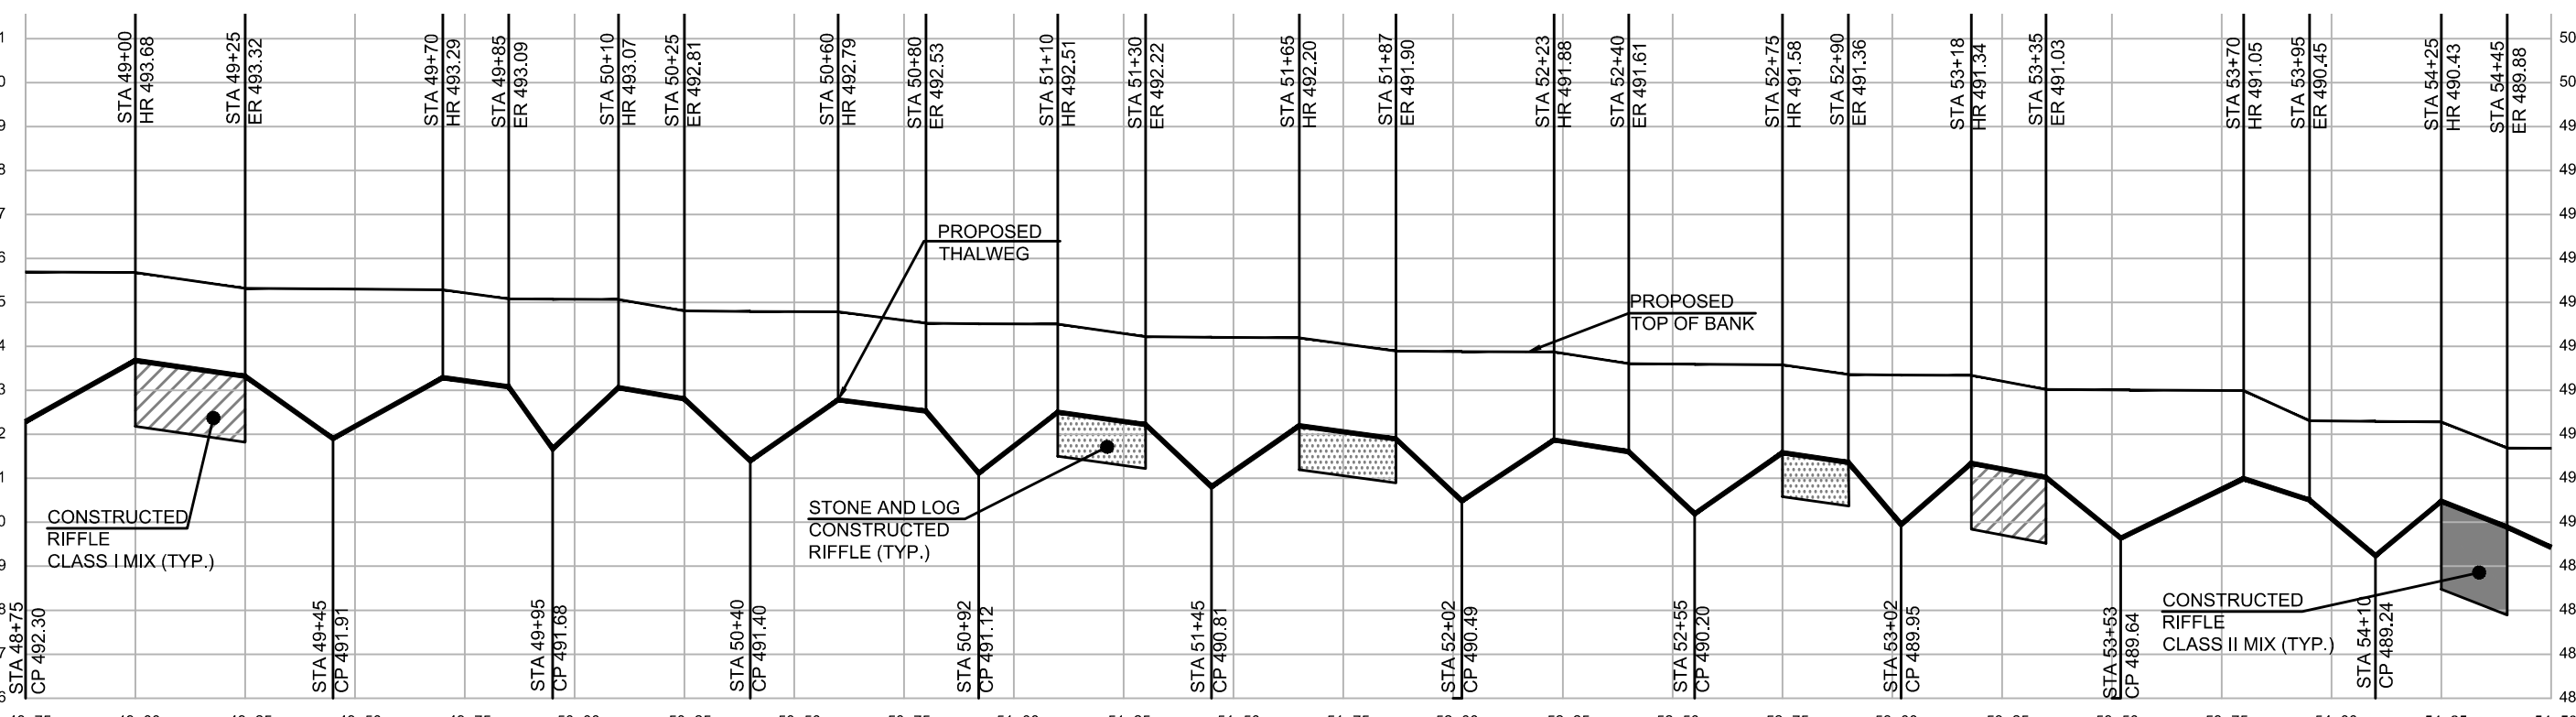 STA 49+00
HR 493.68
STA 49+25
ER 493.32
STA 49+70
HR 493.29
STA 49+85
ER 493.09
STA 50+10
HR 493.07
STA 50+25
ER 492.81
STA 50+60
HR 492.79
STA 50+80
ER 492.53
STA 51+10
HR 492.51
STA 51+30
ER 492.22
STA 51+65
HR 492.20
STA 51+87
ER 491.90
STA 52+23
HR 491.88
STA 52+40
ER 491.61
STA 52+75
HR 491.58
STA 52+90
ER 491.36
STA 53+18
HR 491.34
STA 53+35
ER 491.03
STA 53+70
HR 491.05
STA 53+95
ER 490.45
STA 54+25
HR 490.43
STA 54+45
ER 489.88
PROPOSED
THALWEG
PROPOSED
TOP OF BANK
CONSTRUCTED
RIFFLE
CLASS I MIX (TYP.)
STONE AND LOG
CONSTRUCTED
RIFFLE (TYP.)
CONSTRUCTED
RIFFLE
CLASS II MIX (TYP.)
STA 48+75
CP 492.30
STA 49+45
CP 491.91
STA 49+95
CP 491.68
STA 50+40
CP 491.40
STA 50+92
CP 491.12
STA 51+45
CP 490.81
STA 52+02
CP 490.49
STA 52+55
CP 490.20
STA 53+02
CP 489.95
STA 53+53
CP 489.64
STA 54+10
CP 489.24